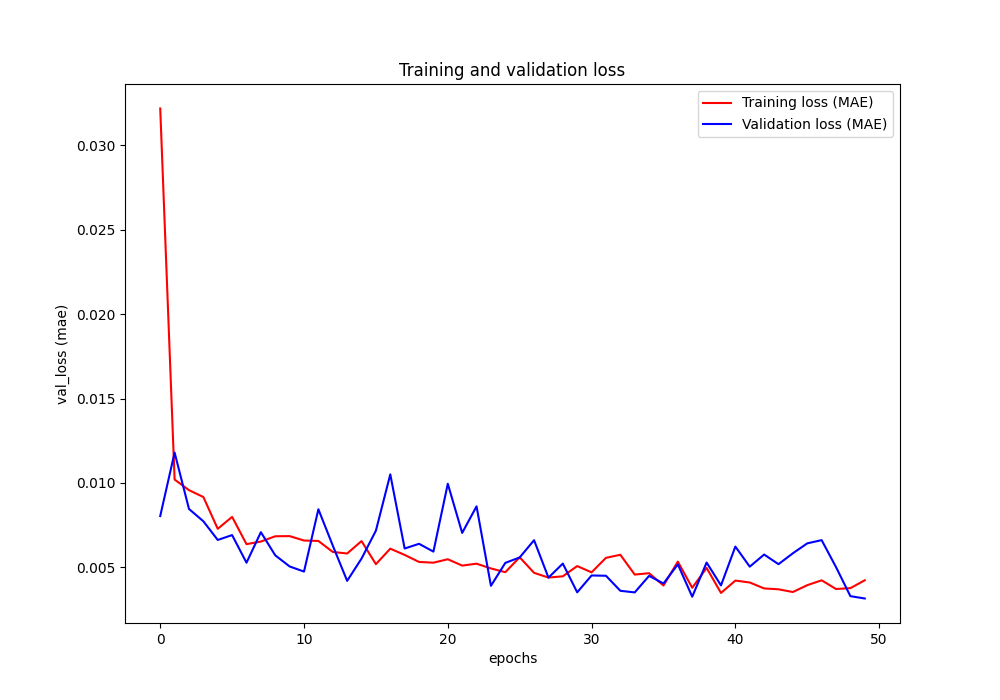 Training and validation loss
Training loss (MAE)
Validation loss (MAE)
0.030
0.025
0.020
0.015
0.010
0.005
val_loss (mae)
0 10 20 30 40 50
epochs